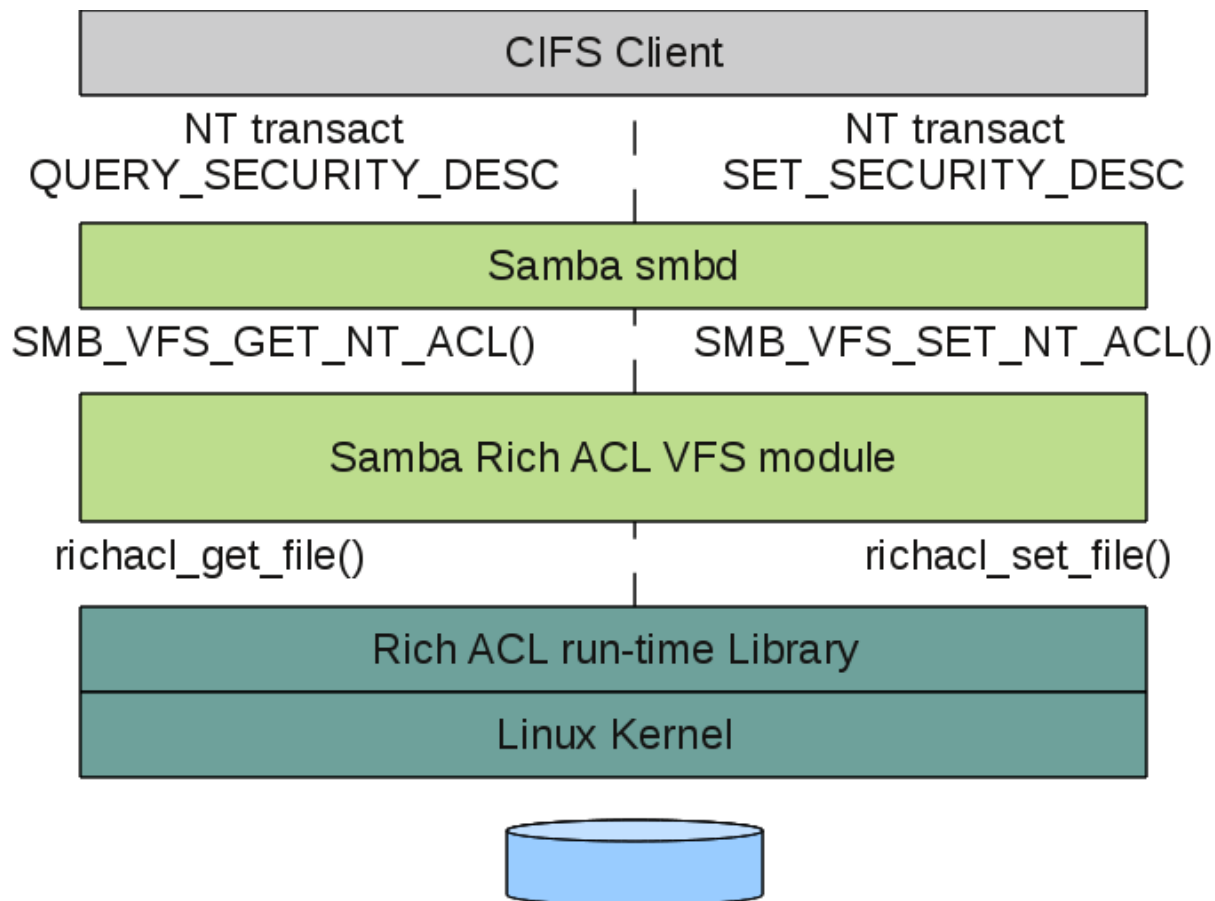 CIFS Client
NT transact
QUERY_SECURITY_DESC
NT transact
SET_SECURITY_DESC
Samba smbd
SMB_VFS_GET_NT_ACL()
SMB_VFS_SET_NT_ACL()
Samba Rich ACL VFS module
richacl_get_file()
richacl_set_file()
Rich ACL run-time Library
Linux Kernel